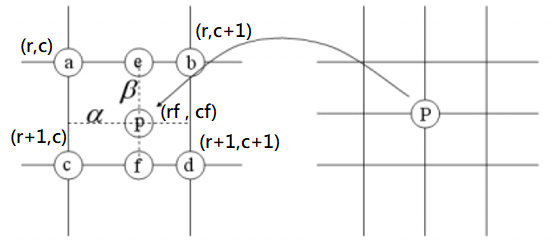 (r,c)
(r,c+1)
a
e
b
β
α
p
(rf , cf)
P
(r+1,c)
(r+1,c+1)
c
f
d